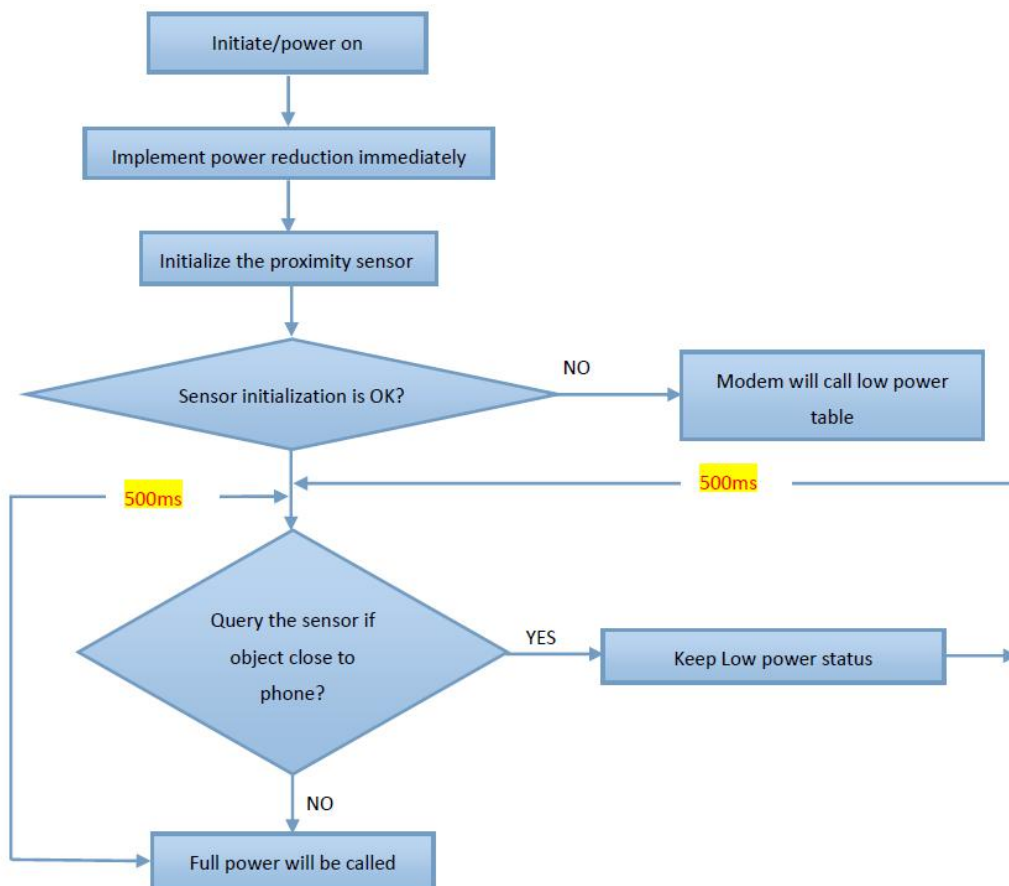 Initiate/power on
Implement power reduction immediately
Initialize the proximity sensor
Sensor initialization is OK?
NO
Modem will call low power
table
500ms
500ms
Query the sensor if
object close to
phone?
YES
Keep Low power status
NO
Full power will be called